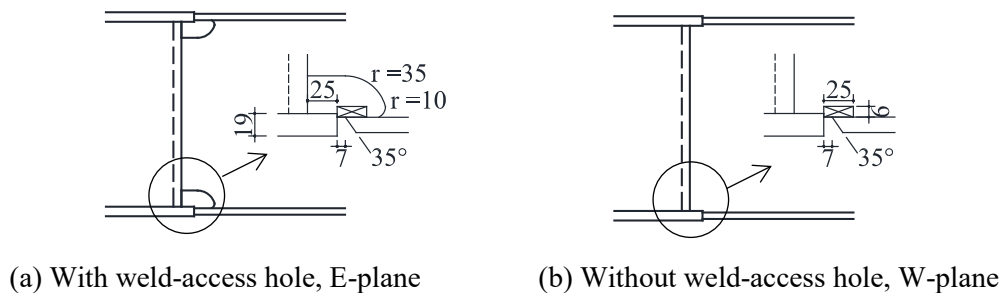 r =35
25
r =10
19
7
35°
25
6
7
35°
(a) With weld-access hole, E-plane
(b) Without weld-access hole, W-plane